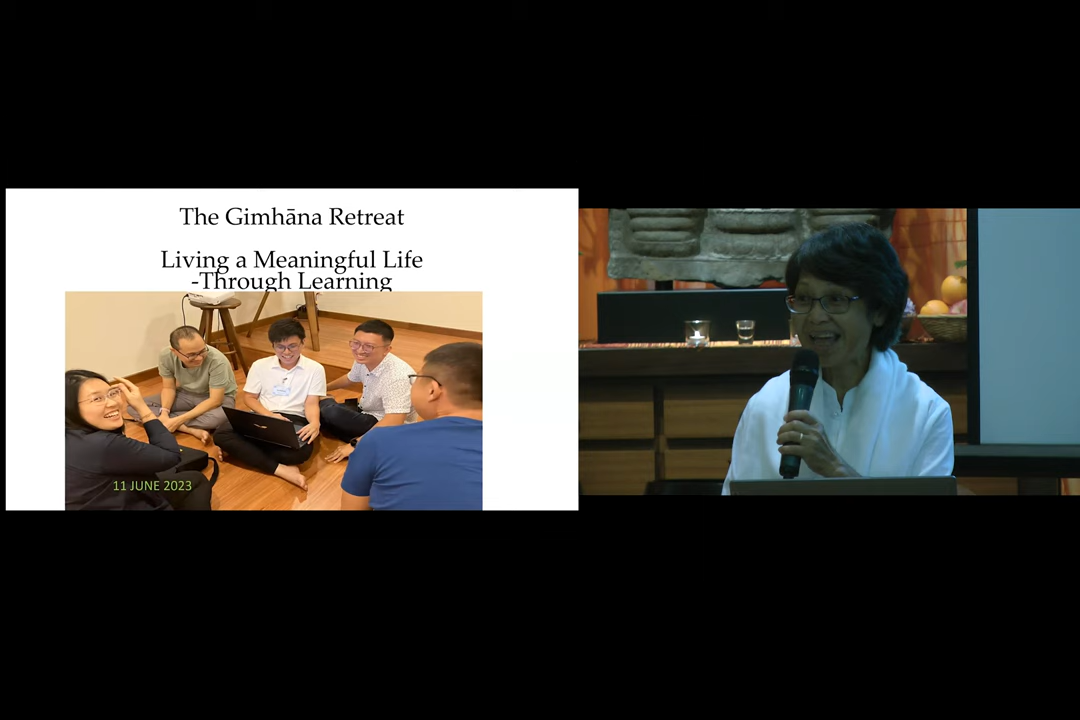 The Gimhāna Retreat
Living a Meaningful Life
-Through Learning
11 JUNE 2023